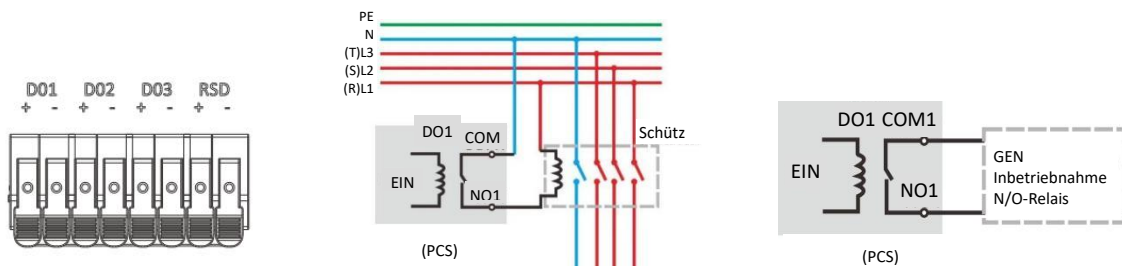 D01 D02 D03 RSD
+ - + - + - + -
PE
N
(T)L3
(S)L2
(R)L1
DO1
COM
EIN
NO1
(PCS)
Schütz
DO1 COM1
EIN
NO1
(PCS)
GEN
Inbetriebnahme
N/O-Relais